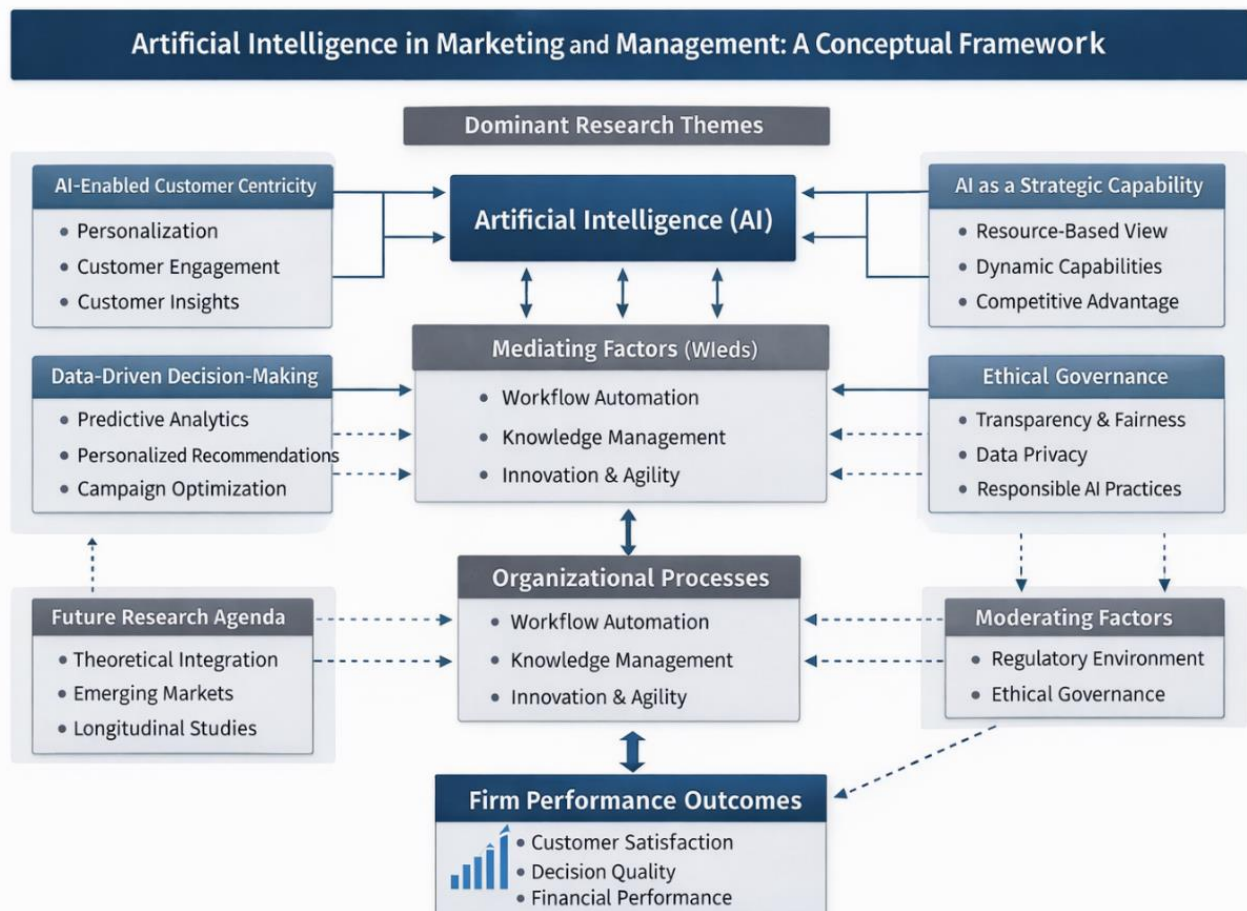 Artificial Intelligence in Marketing and Management: A Conceptual Framework
Dominant Research Themes
AI-Enabled Customer Centricity
• Personalization
• Customer Engagement
• Customer Insights
Artificial Intelligence (AI)
AI as a Strategic Capability
• Resource-Based View
• Dynamic Capabilities
• Competitive Advantage
Data-Driven Decision-Making
• Predictive Analytics
• Personalized Recommendations
• Campaign Optimization
Mediating Factors (Wleds)
• Workflow Automation
• Knowledge Management
• Innovation & Agility
Ethical Governance
• Transparency & Fairness
• Data Privacy
• Responsible AI Practices
Future Research Agenda
• Theoretical Integration
• Emerging Markets
• Longitudinal Studies
Organizational Processes
• Workflow Automation
• Knowledge Management
• Innovation & Agility
Moderating Factors
• Regulatory Environment
• Ethical Governance
Firm Performance Outcomes
• Customer Satisfaction
• Decision Quality
• Financial Performance